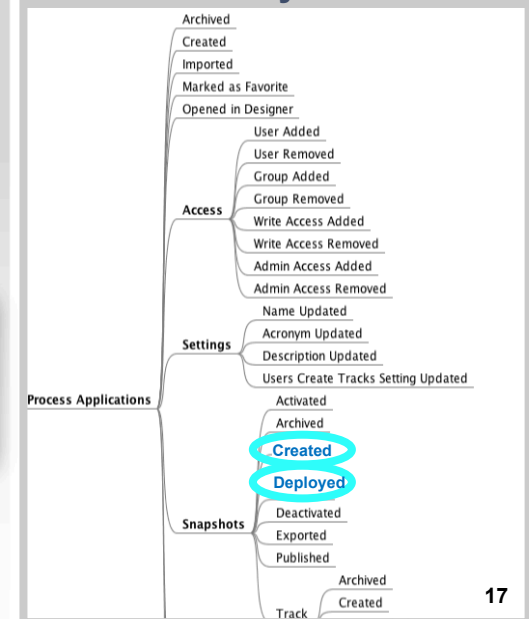 Archived
Created
Imported
Marked as Favorite
Opened in Designer
Access
User Added
User Removed
Group Added
Group Removed
Write Access Added
Write Access Removed
Admin Access Added
Admin Access Removed
Settings
Name Updated
Acronym Updated
Description Updated
Users Create Tracks Setting Updated
Process Applications
Snapshots
Activated
Archived
Created
Deployed
Deactivated
Exported
Published
Track
Archived
Created
17